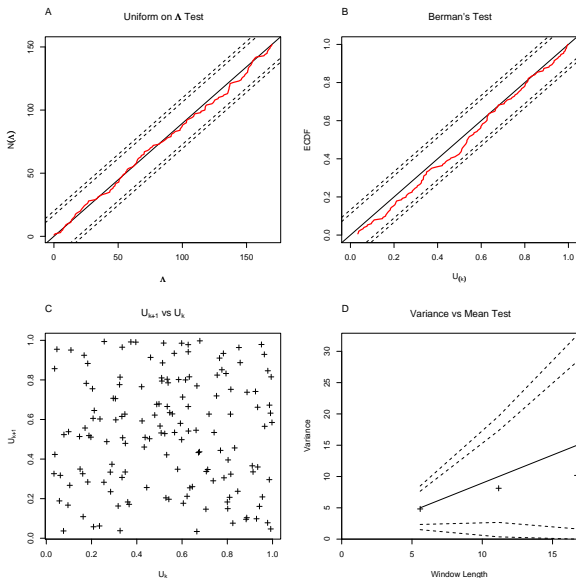 A
Uniform on Λ Test
N(Λ)
0
50
100
150
0
50
100
150
Λ
B
Berman's Test
ECDF
0.0
0.2
0.4
0.6
0.8
1.0
0.0
0.2
0.4
0.6
0.8
1.0
U(k)
C
Uk+1 vs Uk
Uk+1
0.0
0.2
0.4
0.6
0.8
1.0
0.0
0.2
0.4
0.6
0.8
1.0
Uk
D
Variance vs Mean Test
Variance
0
5
10
15
20
25
30
0
5
10
15
Window Length